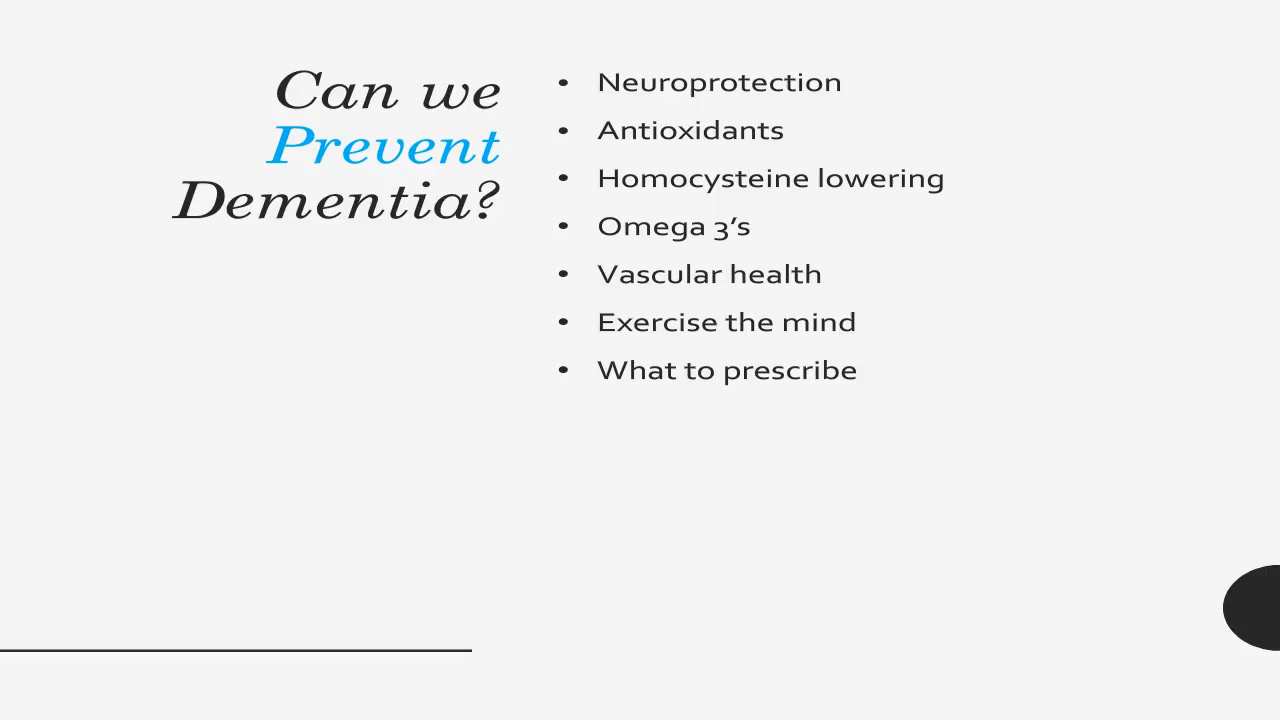 Can we
Prevent
Dementia?
• Neuroprotection
• Antioxidants
• Homocysteine lowering
• Omega 3’s
• Vascular health
• Exercise the mind
• What to prescribe